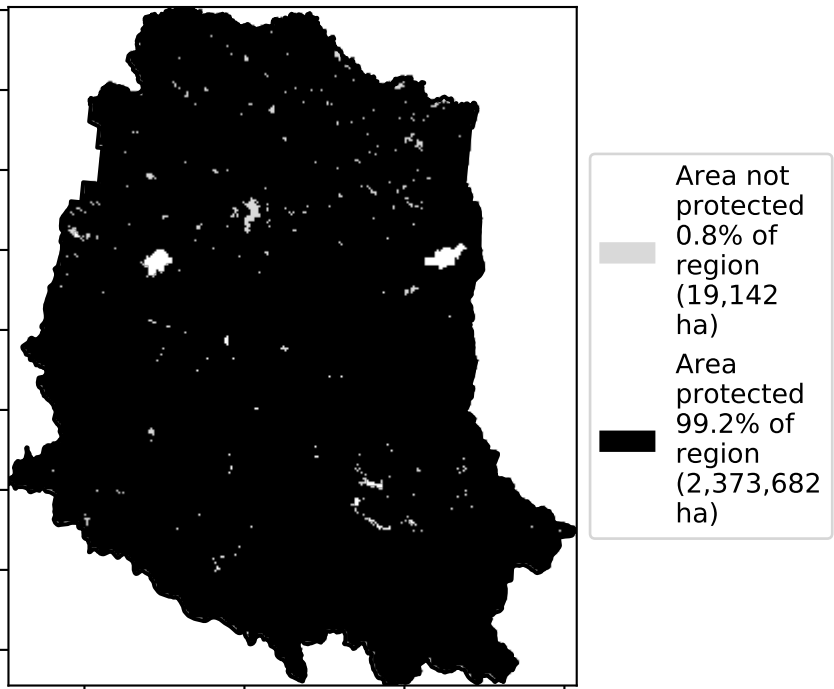 Area not
protected
0.8% of
region
(19,142
ha)
Area
protected
99.2% of
region
(2,373,682
ha)